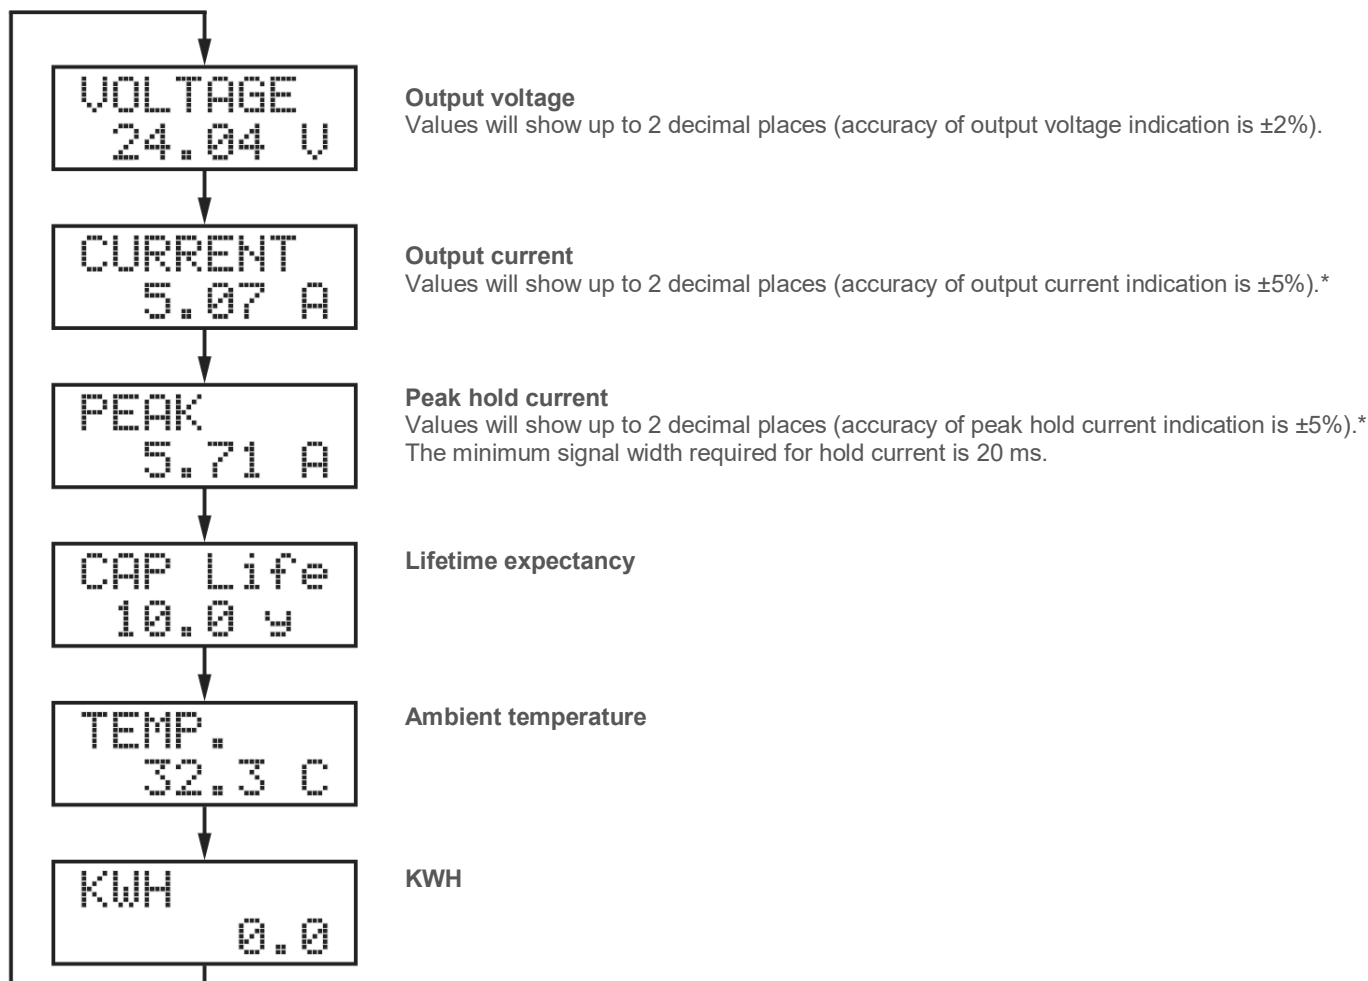 VOLTAGE
24.04 V
Output voltage
Values will show up to 2 decimal places (accuracy of output voltage indication is ±2%).
CURRENT
5.07 A
Output current
Values will show up to 2 decimal places (accuracy of output current indication is ±5%).*
PEAK
5.71 A
Peak hold current
Values will show up to 2 decimal places (accuracy of peak hold current indication is ±5%).*
The minimum signal width required for hold current is 20 ms.
CAP Life
10.0 y
Lifetime expectancy
TEMP.
32.3 C
Ambient temperature
KWH
0.0
KWH